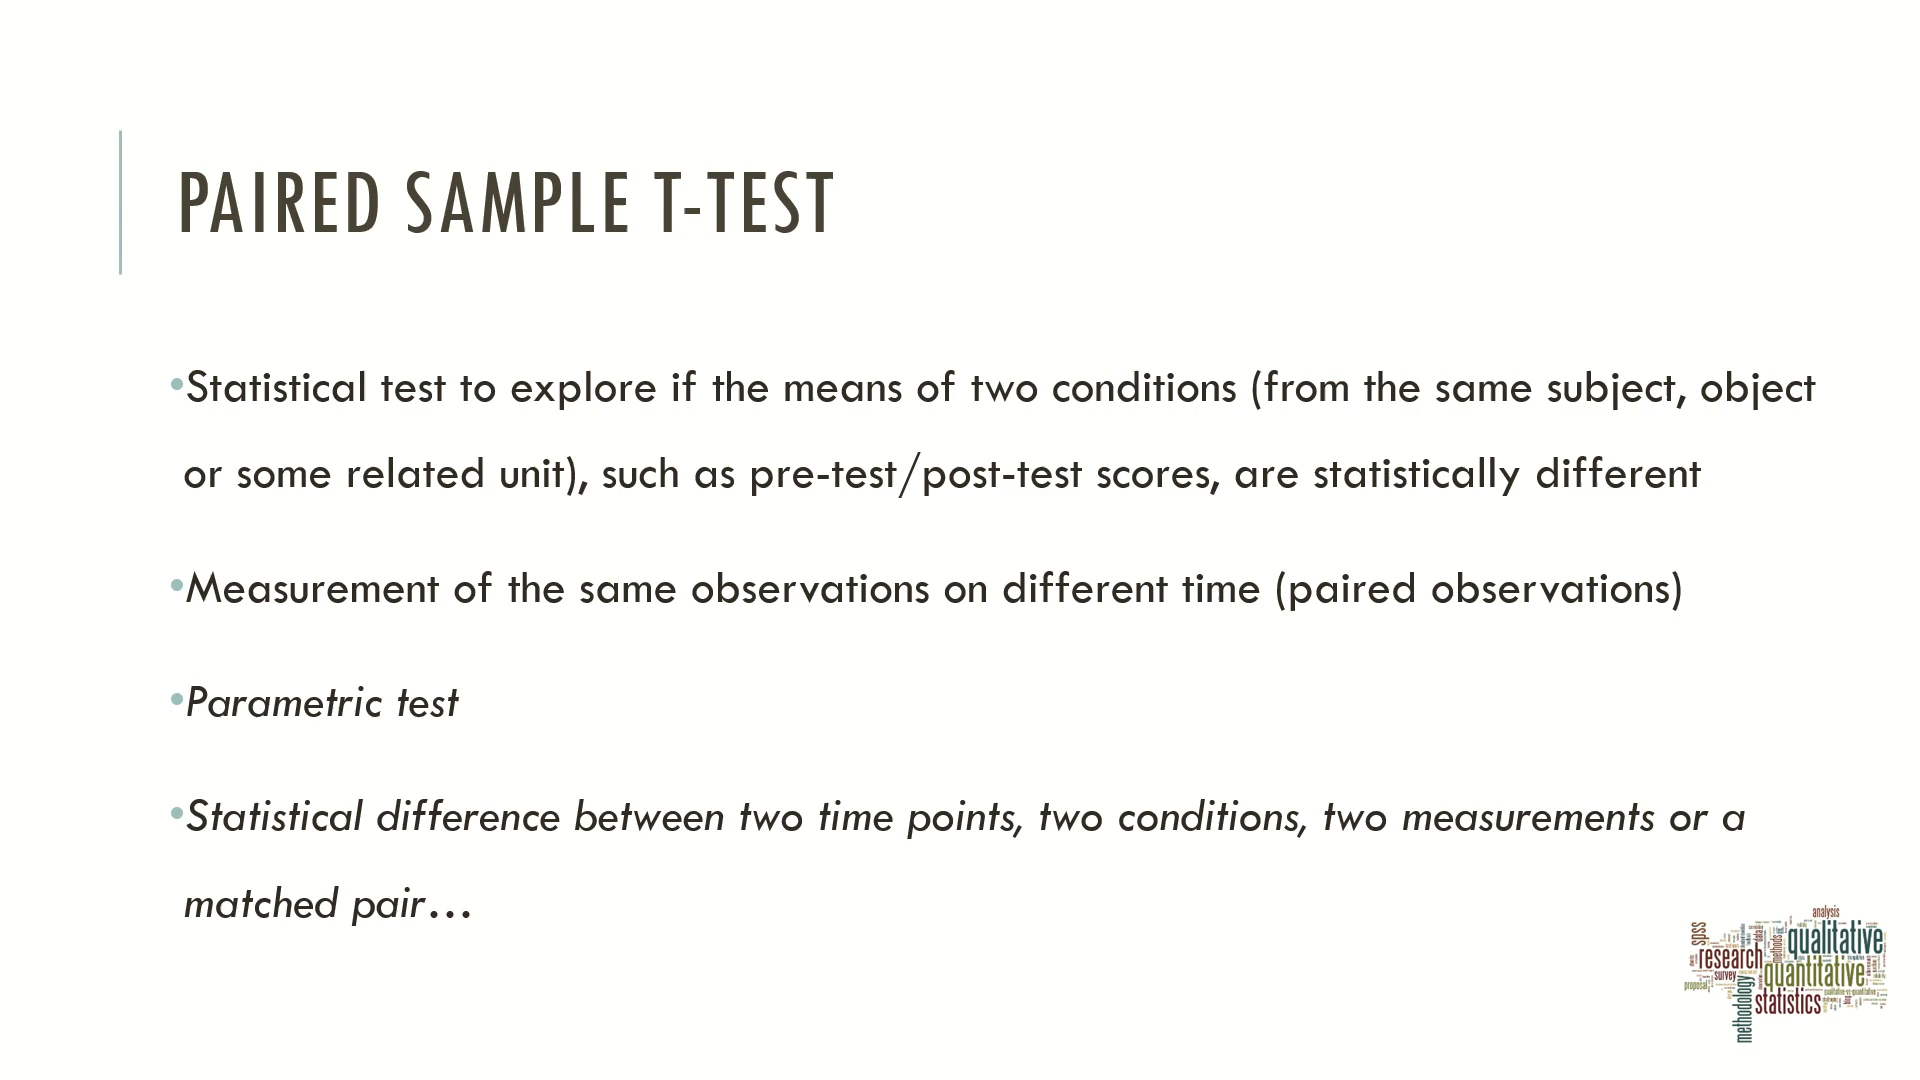 PAIRED SAMPLE T-TEST
•Statistical test to explore if the means of two conditions (from the same subject, object
or some related unit), such as pre-test/post-test scores, are statistically different
•Measurement of the same observations on different time (paired observations)
•Parametric test
•Statistical difference between two time points, two conditions, two measurements or a
matched pair…
analysis
spss
qualitative
methods
research
quantitative
survey
proposal
statistics
methodology